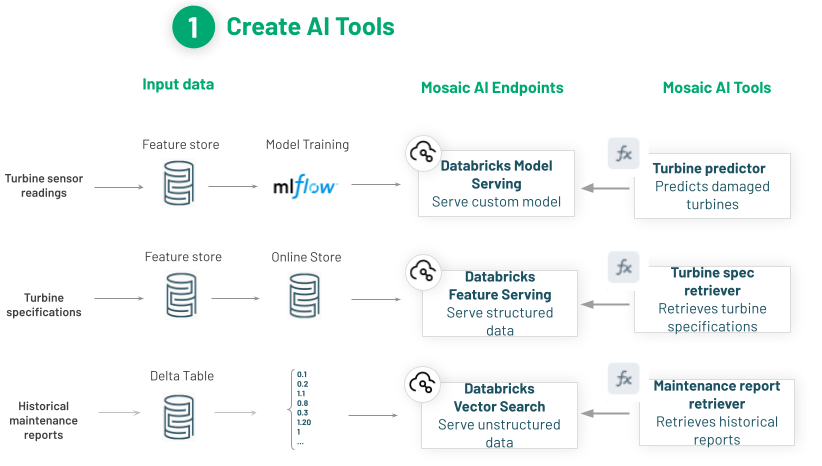 1 Create AI Tools
Input data
Mosaic AI Endpoints
Mosaic AI Tools
Feature store
Model Training
Turbine sensor
readings
mlflow
Databricks Model
Serving
Serve custom model
fx
Turbine predictor
Predicts damaged
turbines
Feature store
Online Store
Turbine
specifications
Databricks
Feature Serving
Serve structured
data
fx
Turbine spec
retriever
Retrieves turbine
specifications
Delta Table
Historical
maintenance
reports
0.1
0.2
1.1
0.8
0.3
1.20
1
...
Databricks
Vector Search
Serve unstructured
data
fx
Maintenance report
retriever
Retrieves historical
reports